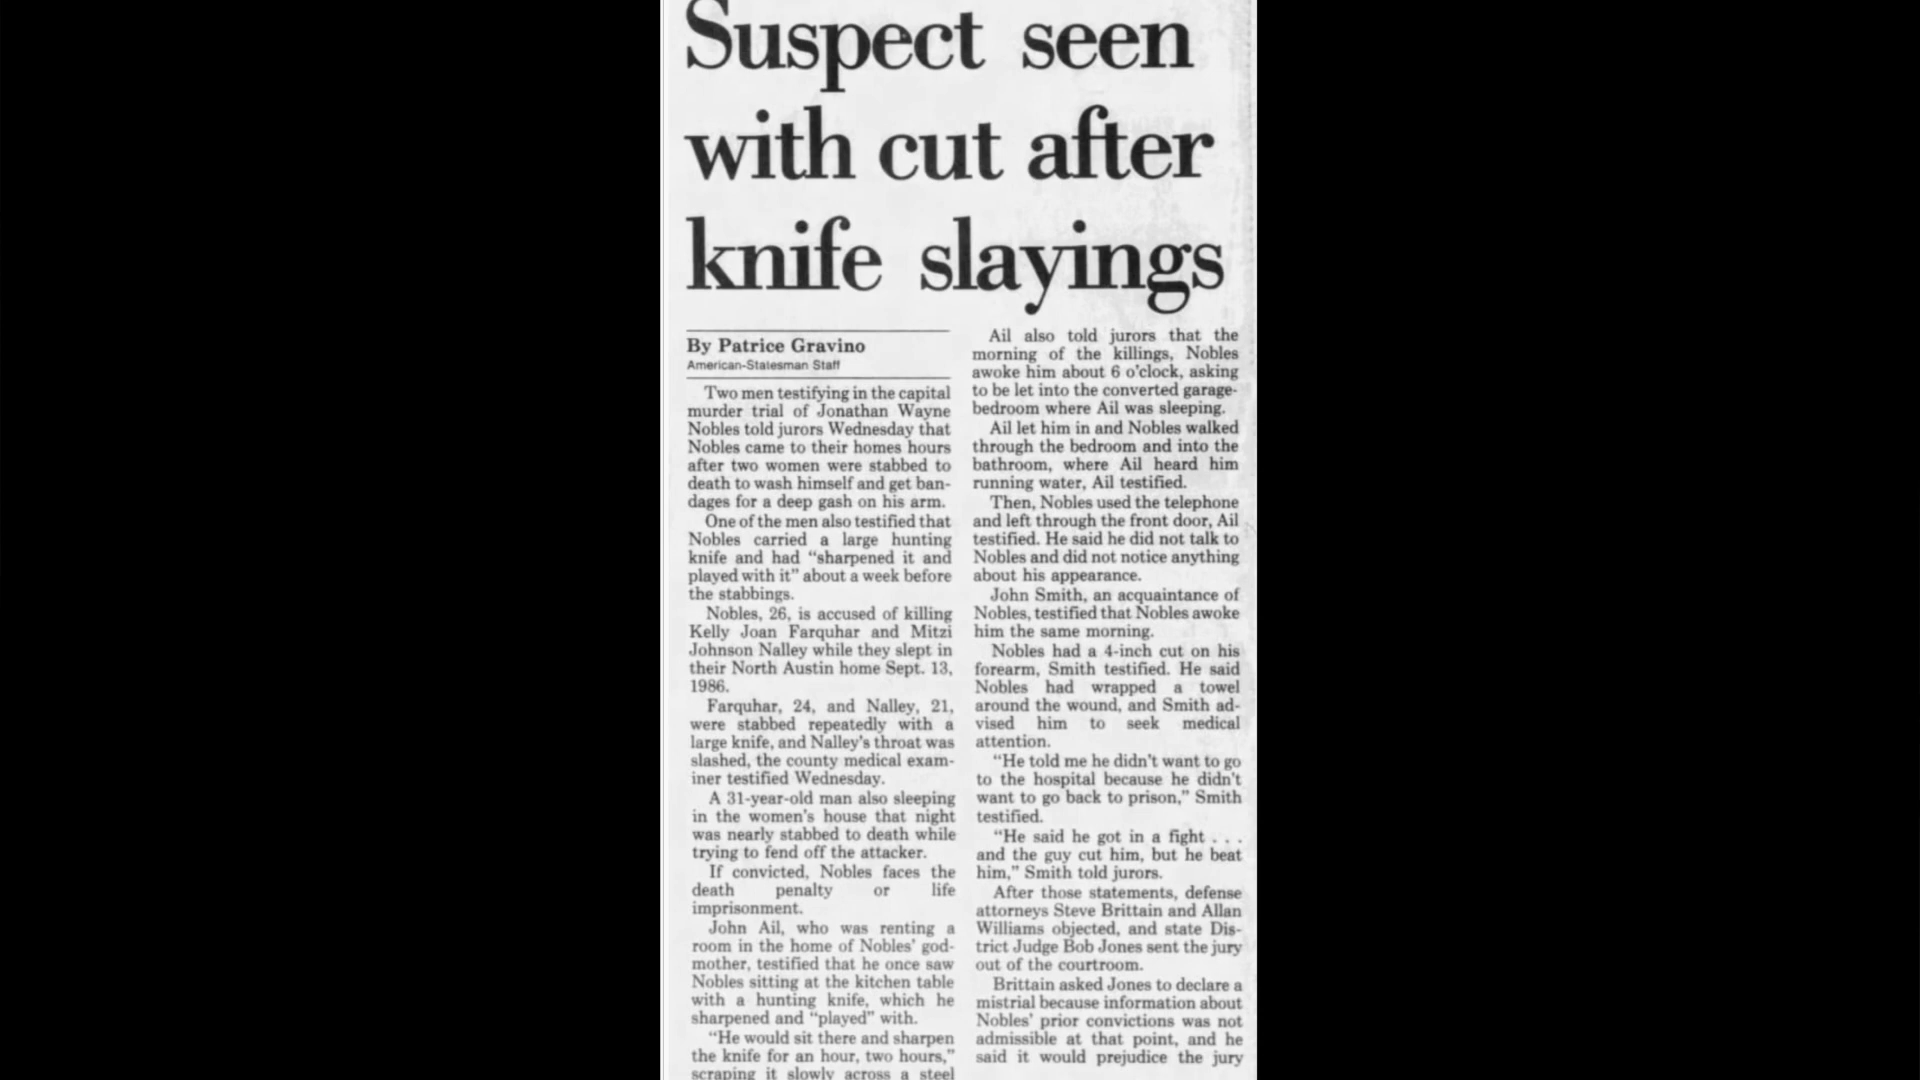 Suspect seen
with cut after
knife slayings
By Patrice Gravino
American-Statesman Staff
Two men testifying in the capital
murder trial of Jonathan Wayne
Nobles told jurors Wednesday that
Nobles came to their homes hours
after two women were stabbed to
death to wash himself and get ban-
dages for a deep gash on his arm.
One of the men also testified that
Nobles carried a large hunting
knife and had "sharpened it and
played with it" about a week before
the stabbings.
Nobles, 26, is accused of killing
Kelly Joan Farquhar and Mitzi
Johnson Nalley while they slept in
their North Austin home Sept. 13,
1986.
Farquhar, 24, and Nalley, 21,
were stabbed repeatedly with a
large knife, and Nalley's throat was
slashed, the county medical exam-
iner testified Wednesday.
A 31-year-old man also sleeping
in the women's house that night
was nearly stabbed to death while
trying to fend off the attacker.
If convicted, Nobles faces the
death penalty or life
imprisonment.
John Ail, who was renting a
room in the home of Nobles' god-
mother, testified that he once saw
Nobles sitting at the kitchen table
with a hunting knife, which he
sharpened and "played" with.
"He would sit there and sharpen
the knife for an hour, two hours,"
scraping it slowly across a steel
Ail also told jurors that the
morning of the killings, Nobles
awoke him about 6 o'clock, asking
to be let into the converted garage-
bedroom where Ail was sleeping.
Ail let him in and Nobles walked
through the bedroom and into the
bathroom, where Ail heard him
running water, Ail testified.
Then, Nobles used the telephone
and left through the front door, Ail
testified. He said he did not talk to
Nobles and did not notice anything
about his appearance.
John Smith, an acquaintance of
Nobles, testified that Nobles awoke
him the same morning.
Nobles had a 4-inch cut on his
forearm, Smith testified. He said
Nobles had wrapped a towel
around the wound, and Smith ad-
vised him to seek medical
attention.
"He told me he didn't want to go
to the hospital because he didn't
want to go back to prison," Smith
testified.
"He said he got in a fight . . .
and the guy cut him, but he beat
him," Smith told jurors.
After those statements, defense
attorneys Steve Brittain and Allan
Williams objected, and state Dis-
trict Judge Bob Jones sent the jury
out of the courtroom.
Brittain asked Jones to declare a
mistrial because information about
Nobles' prior convictions was not
admissible at that point, and he
said it would prejudice the jury